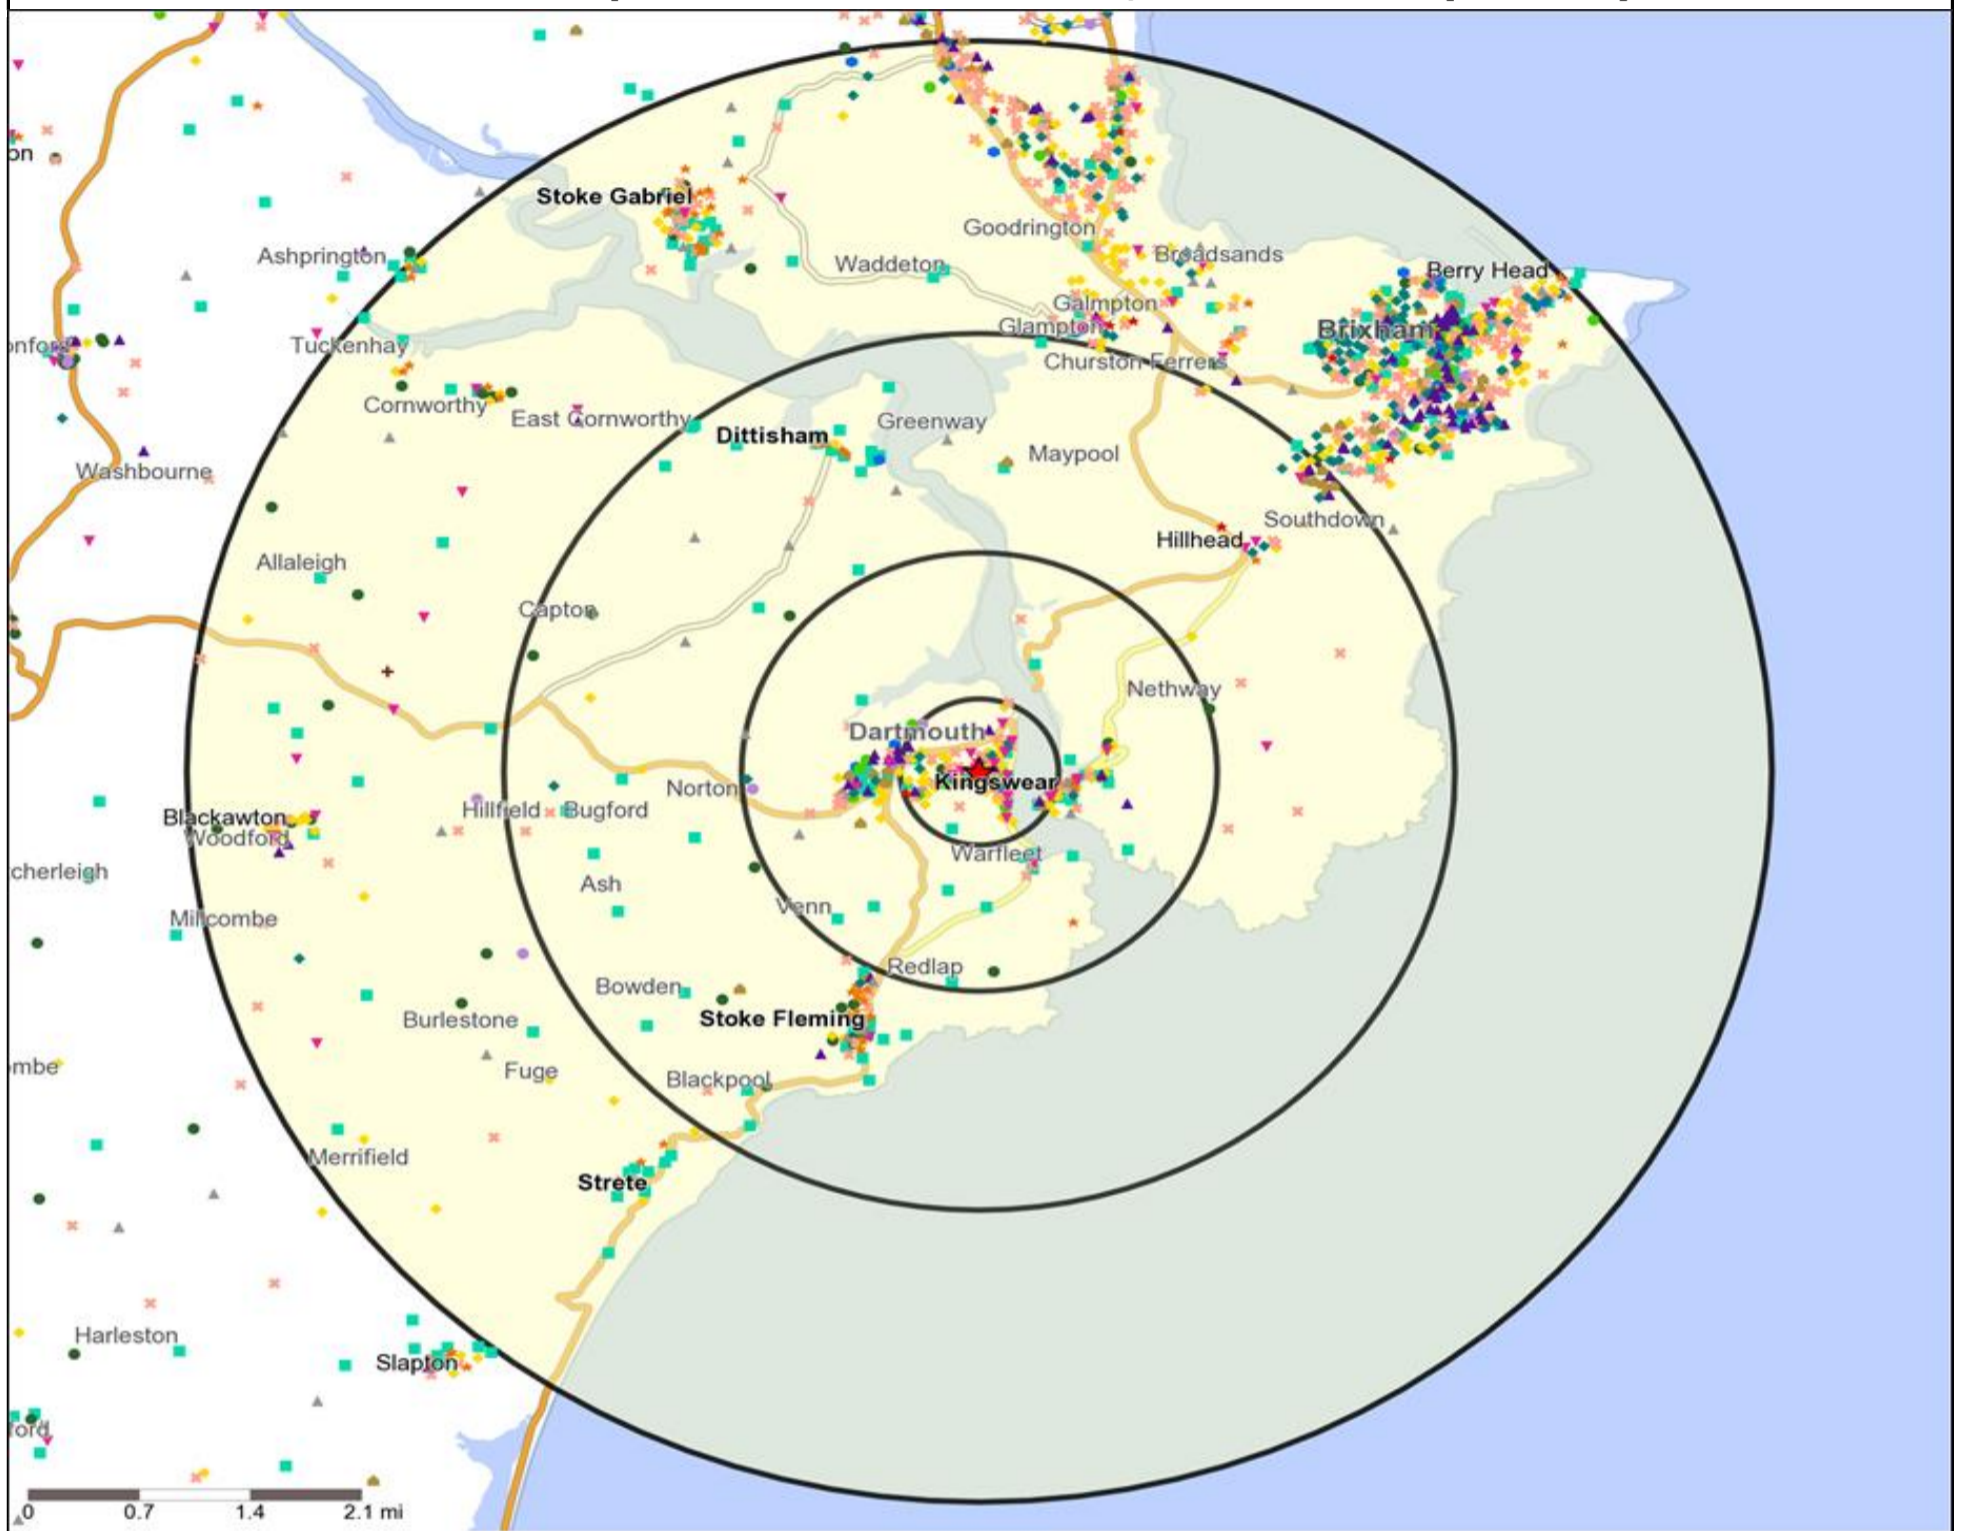 on
Stoke Gabriel
Goodrington
Ashprington
Waddeton
Broadsands
Berry Head
Galmpton
Glampton
Brixham
onford
Tuckenhay
Churston Ferrers
Cornworthy
East Cornworthy
Dittisham
Greenway
Maypool
Washbourne
Southdown
Hillhead
Allaleigh
Capton
Nethway
Dartmouth
Kingswear
Norton
Hillfield
Bugford
Blackawton
Woodford
Warfleet
cherleigh
Ash
Venn
Millcombe
Redlap
Bowden
Stoke Fleming
Burlestone
ombe
Fuge
Blackpool
Merrifield
Strete
Harleston
Slapton
ford
0 0.7 1.4 2.1 mi